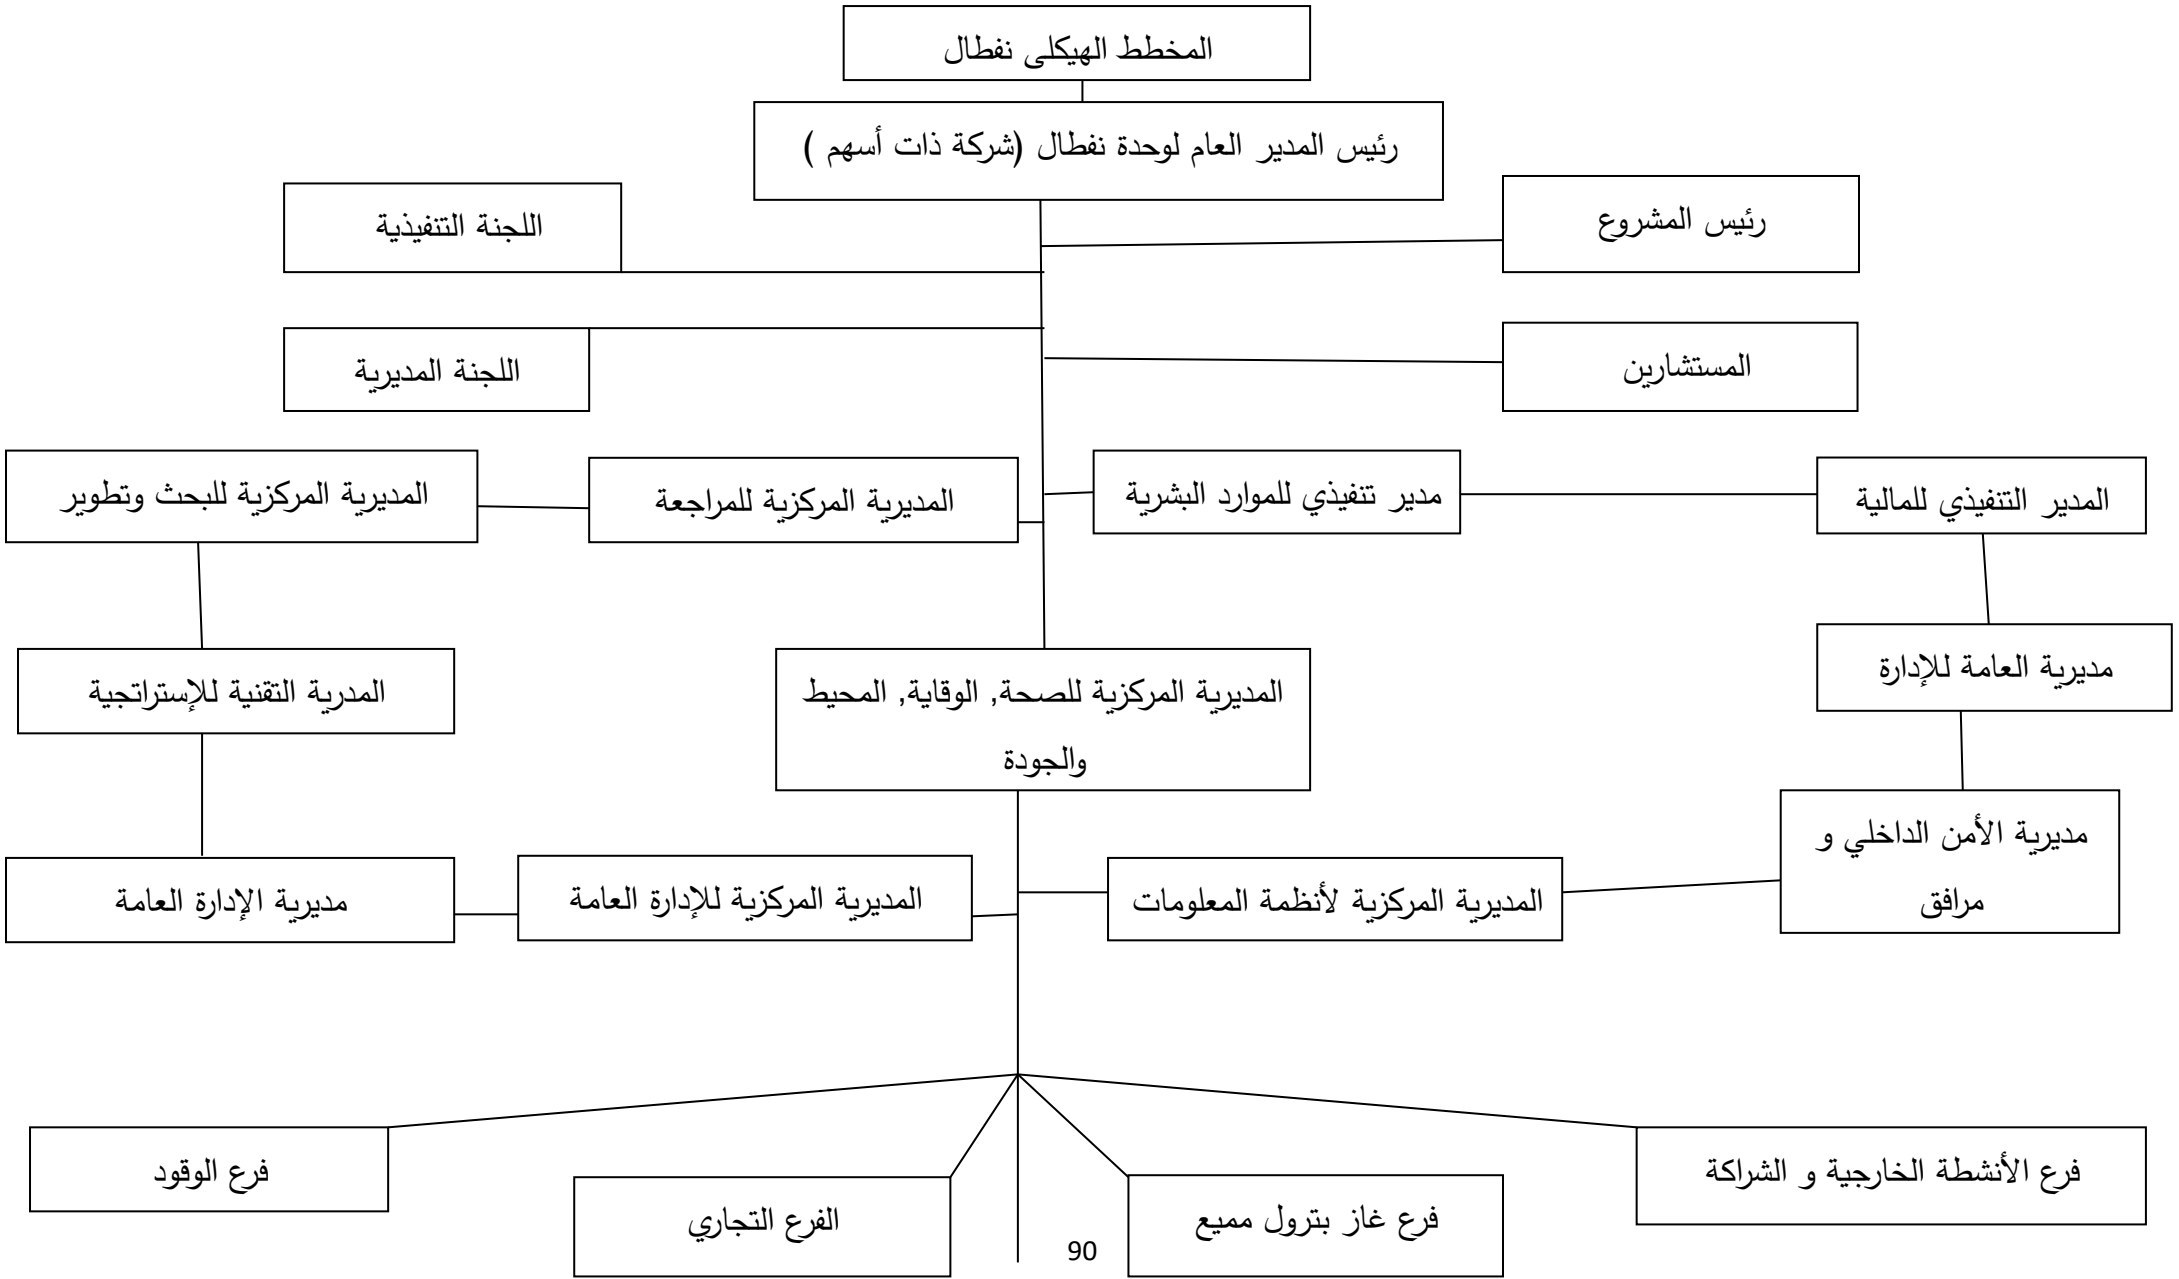 المخطط الهيكلى نفطال
رئيس المدير العام لوحدة نفطال (شركة ذات أسهم )
رئيس المشروع
اللجنة التنفيذية
المستشارين
اللجنة المديرية
المدير التنفيذي للمالية
مدير تنفيذي للموارد البشرية
المديرية المركزية للمراجعة
المديرية المركزية للبحث وتطوير
مديرية العامة للإدارة
المديرية المركزية للصحة, الوقاية, المحيط
والجودة
المدرية التقنية للإستراتجية
مديرية الأمن الداخلي و
مرافق
المديرية المركزية لأنظمة المعلومات
المديرية المركزية للإدارة العامة
مديرية الإدارة العامة
فرع الأنشطة الخارجية و الشراكة
فرع غاز بترول مميع
الفرع التجاري
فرع الوقود
90